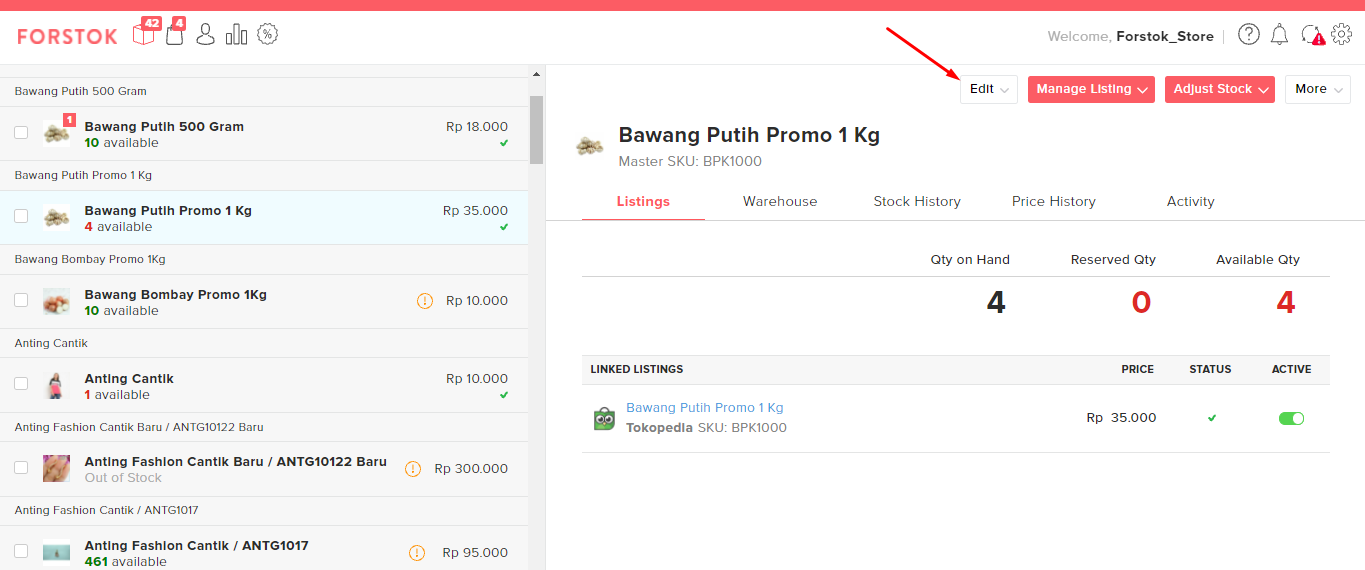 FORSTOK 42 4 Welcome, Forstok_Store
Bawang Putih 500 Gram
1
Bawang Putih 500 Gram Rp 18.000
10 available
Bawang Putih Promo 1 Kg
Bawang Putih Promo 1 Kg Rp 35.000
4 available
Bawang Bombay Promo 1Kg
Bawang Bombay Promo 1Kg Rp 10.000
10 available
Anting Cantik
Anting Cantik Rp 10.000
1 available
Anting Fashion Cantik Baru / ANTG10122 Baru
Anting Fashion Cantik Baru / ANTG10122 Baru Rp 300.000
Out of Stock
Anting Fashion Cantik / ANTG1017
Anting Fashion Cantik / ANTG1017 Rp 95.000
461 available
Edit Manage Listing Adjust Stock More
Bawang Putih Promo 1 Kg
Master SKU: BPK1000
Listings Warehouse Stock History Price History Activity
Qty on Hand Reserved Qty Available Qty
4 0 4
LINKED LISTINGS PRICE STATUS ACTIVE
Bawang Putih Promo 1 Kg
Tokopedia SKU: BPK1000
Rp 35.000